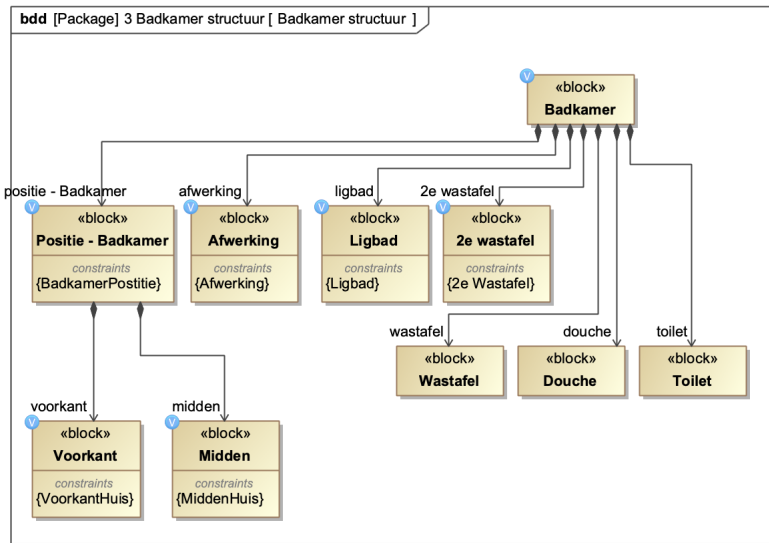 bdd [Package] 3 Badkamer structuur [ Badkamer structuur ]
V
«block»
Badkamer
positie - Badkamer
afwerking
ligbad
2e wastafel
V
«block»
Positie - Badkamer
constraints
{BadkamerPostitie}
V
«block»
Afwerking
constraints
{Afwerking}
V
«block»
Ligbad
constraints
{Ligbad}
V
«block»
2e wastafel
constraints
{2e Wastafel}
wastafel
douche
toilet
«block»
Wastafel
«block»
Douche
«block»
Toilet
voorkant
midden
V
«block»
Voorkant
constraints
{VoorkantHuis}
V
«block»
Midden
constraints
{MiddenHuis}